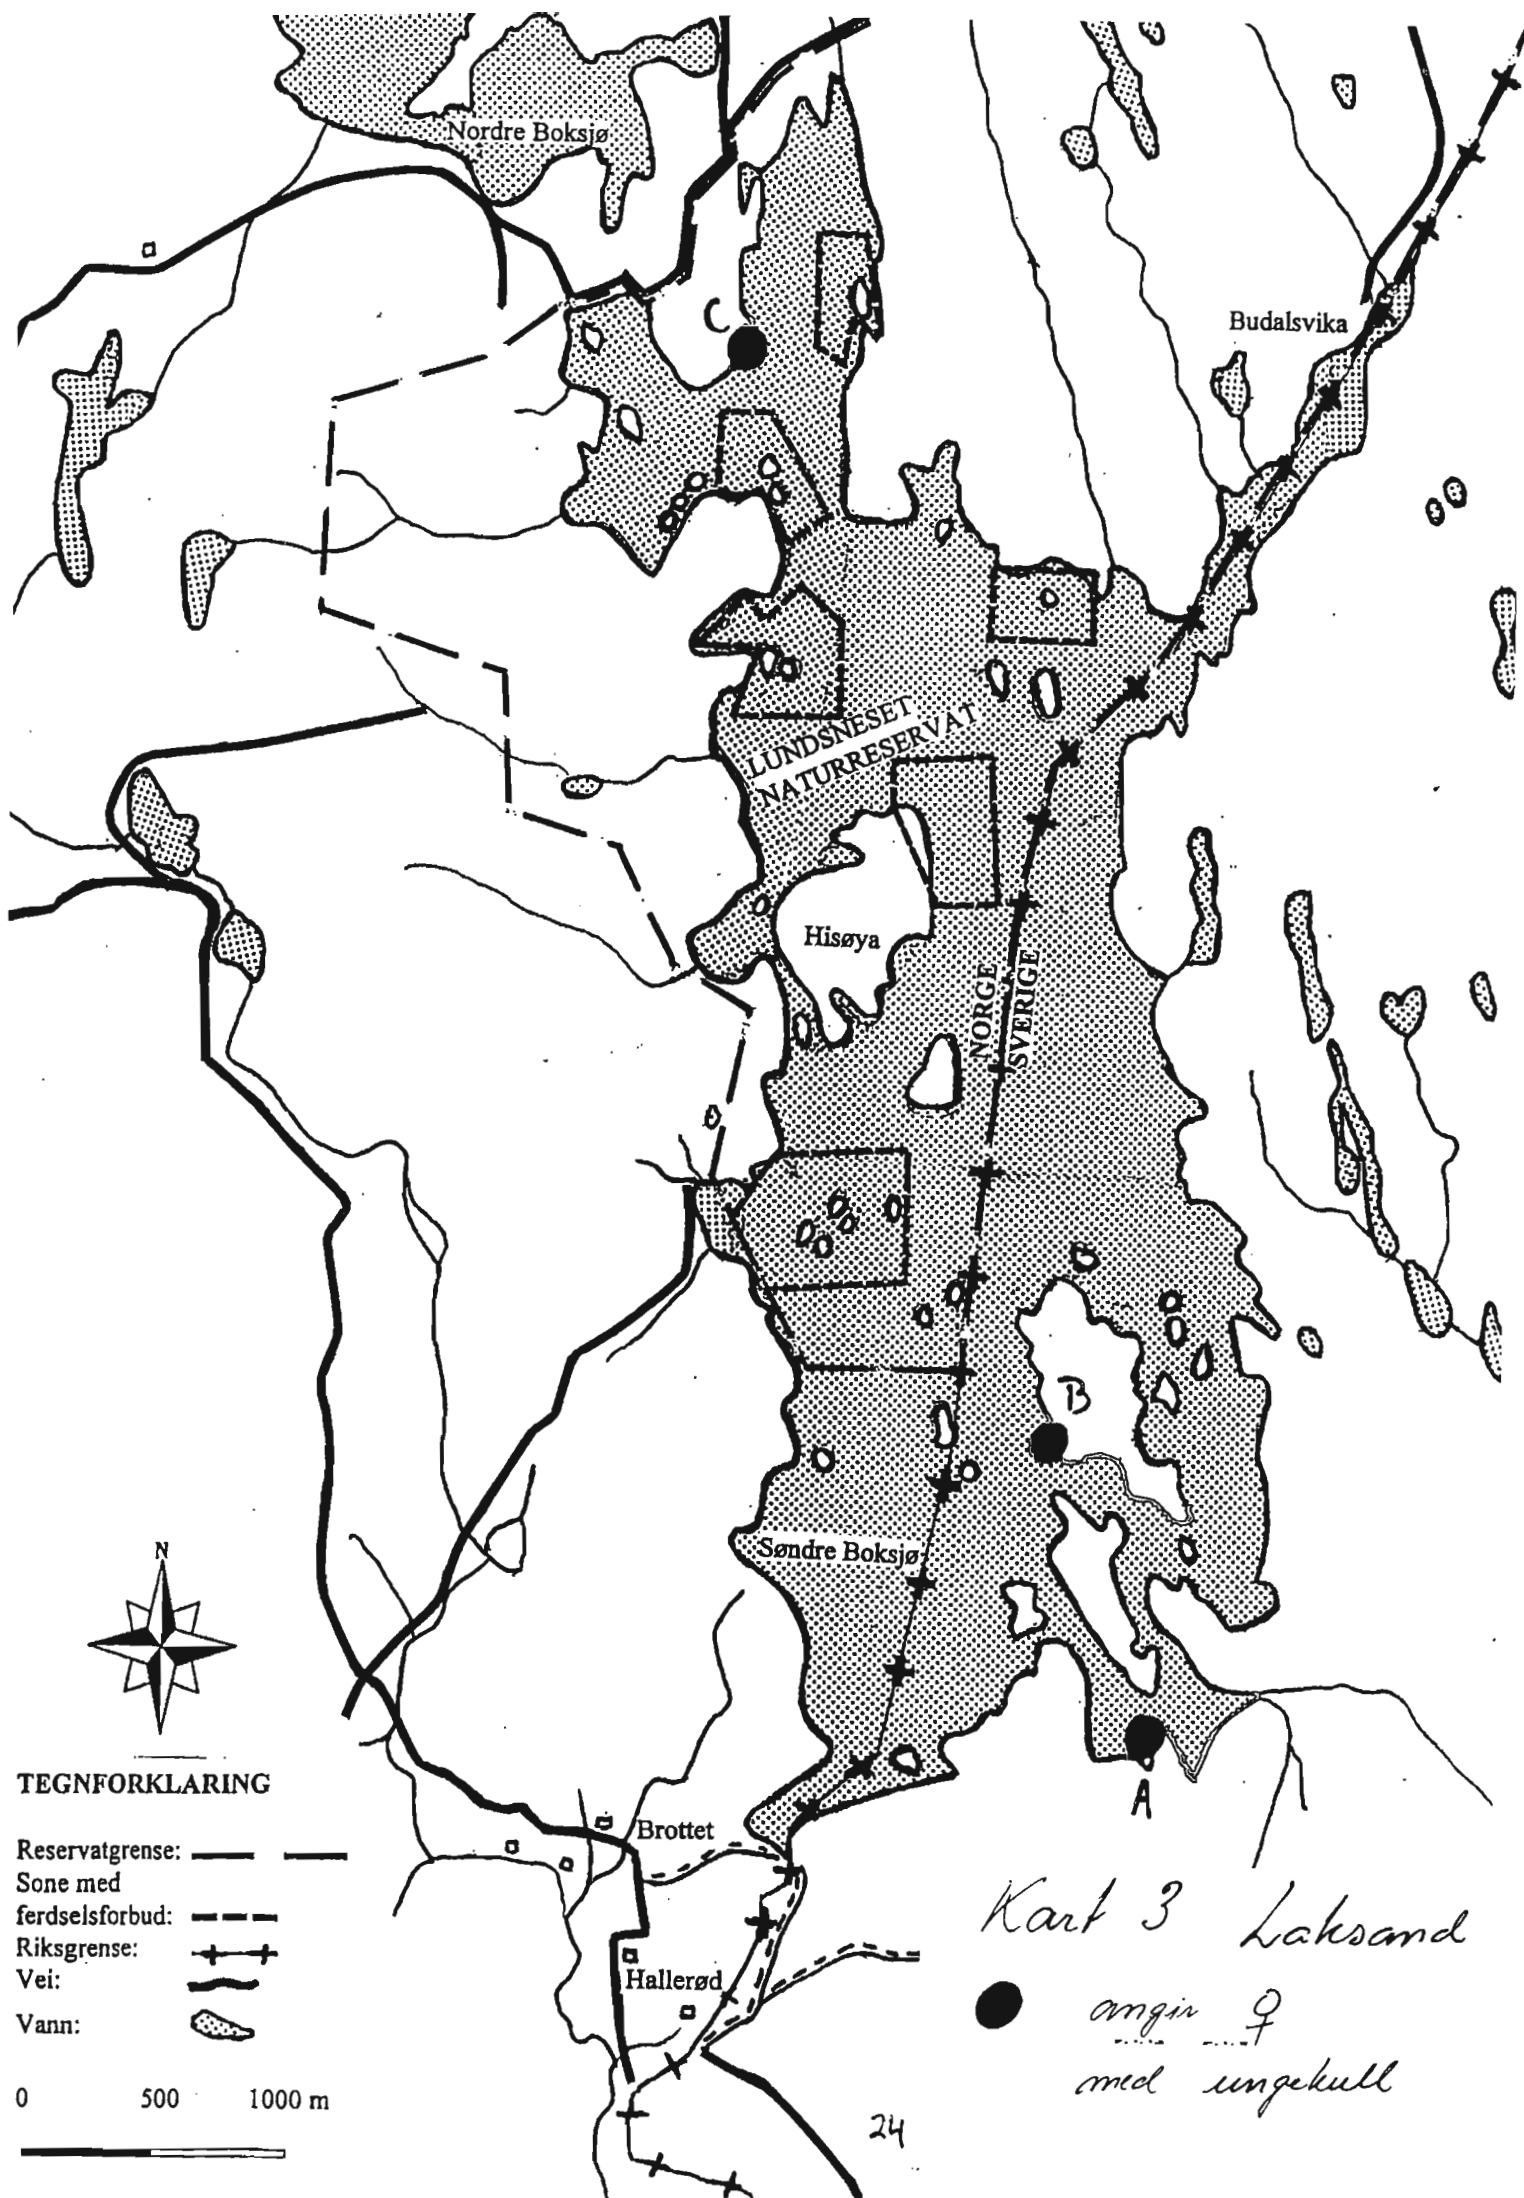 Nordre Boksjø
C
Budalsvika
LUNDSNESET
NATURRESERVAT
Hisøya
NORGE
SVERIGE
B
Søndre Boksjø
N
A
TEGNFORKLARING
Reservatgrense:
Sone med
ferdselsforbud:
Riksgrense:
Vei:
Vann:
0 500 1000 m
Brottet
Hallerød
Kart 3 Laksand
angir ♀
med ungekull
24